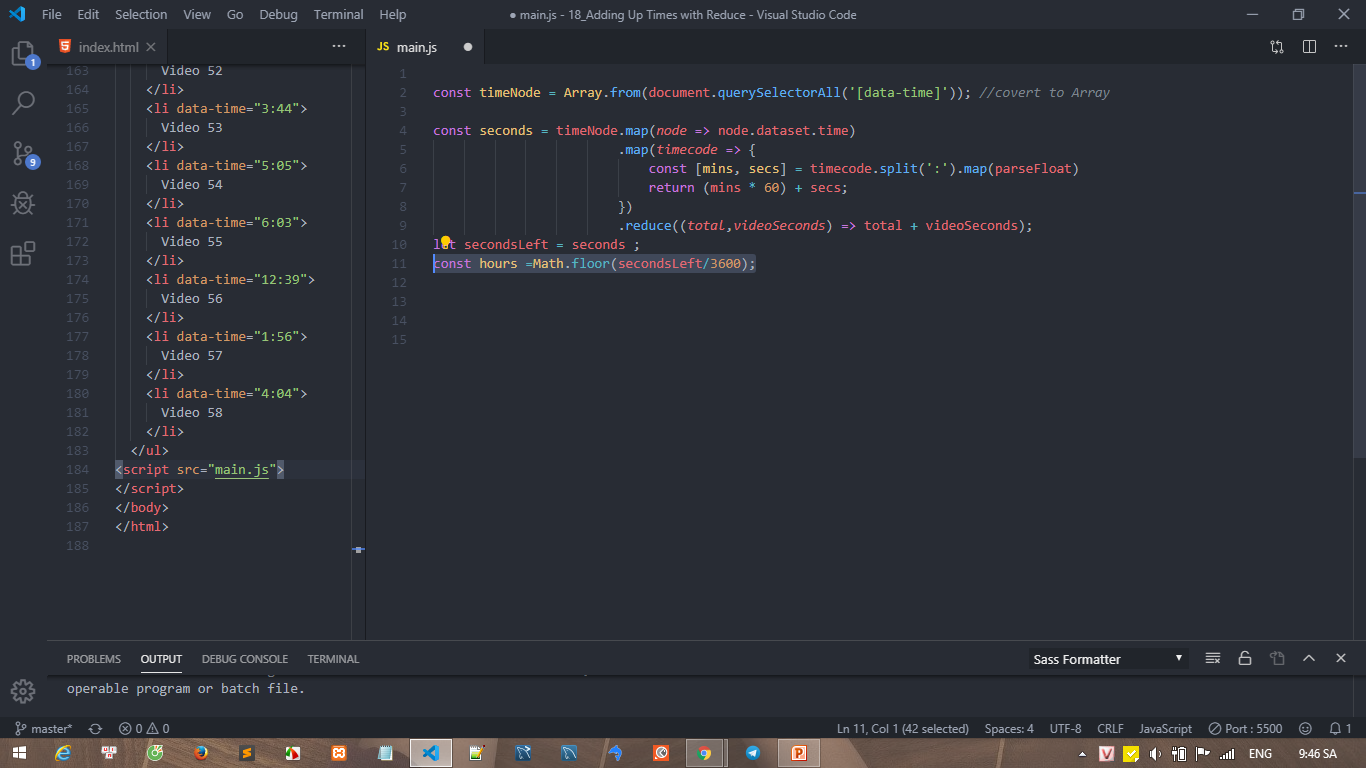 File Edit Selection View Go Debug Terminal Help
● main.js - 18_Adding Up Times with Reduce - Visual Studio Code
index.html
JS main.js
1
9
163 Video 52
164 </li>
165 <li data-time="3:44">
166 Video 53
167 </li>
168 <li data-time="5:05">
169 Video 54
170 </li>
171 <li data-time="6:03">
172 Video 55
173 </li>
174 <li data-time="12:39">
175 Video 56
176 </li>
177 <li data-time="1:56">
178 Video 57
179 </li>
180 <li data-time="4:04">
181 Video 58
182 </li>
183 </ul>
184 <script src="main.js">
185 </script>
186 </body>
187 </html>
188
1
2 const timeNode = Array.from(document.querySelectorAll('[data-time]')); //covert to Array
3
4 const seconds = timeNode.map(node => node.dataset.time)
5 .map(timecode => {
6 const [mins, secs] = timecode.split(':').map(parseFloat)
7 return (mins * 60) + secs;
8 })
9 .reduce((total,videoSeconds) => total + videoSeconds);
10 let secondsLeft = seconds ;
11 const hours =Math.floor(secondsLeft/3600);
12
13
14
15
PROBLEMS OUTPUT DEBUG CONSOLE TERMINAL
Sass Formatter
operable program or batch file.
master* 0 0
Ln 11, Col 1 (42 selected) Spaces: 4 UTF-8 CRLF JavaScript Port : 5500 1
ENG 9:46 SA